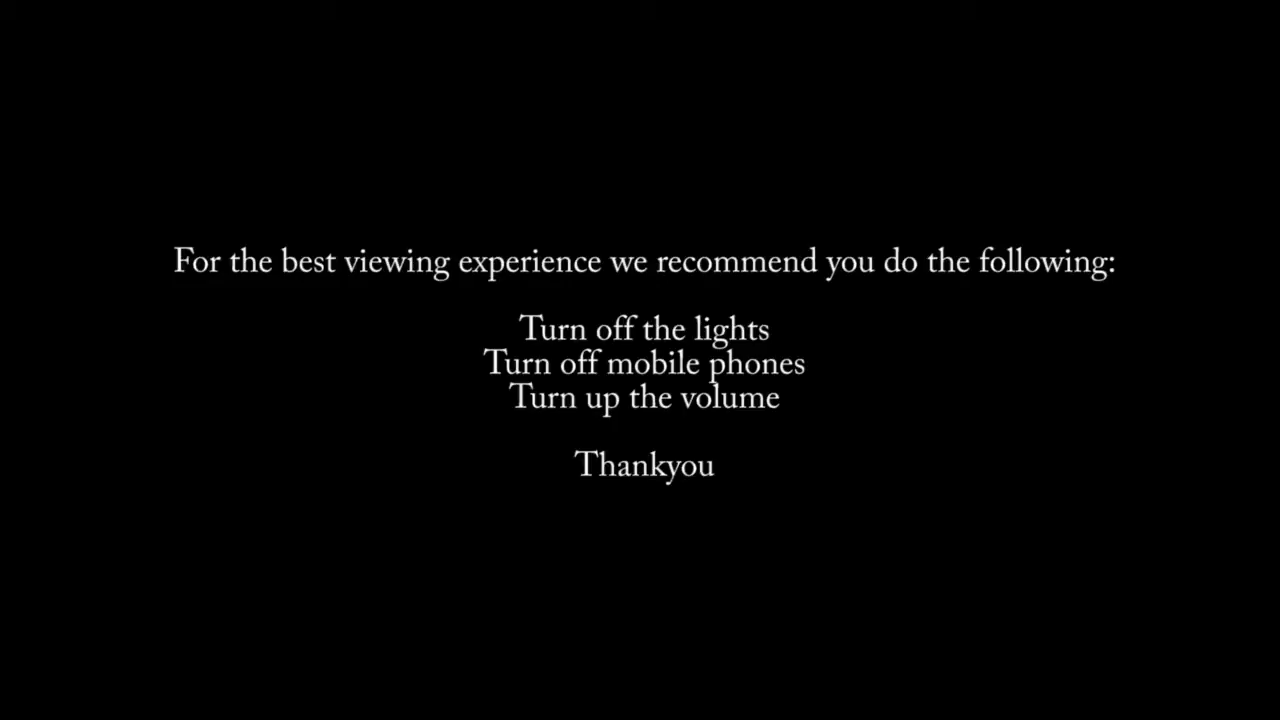 For the best viewing experience we recommend you do the following:
Turn off the lights
Turn off mobile phones
Turn up the volume
Thankyou